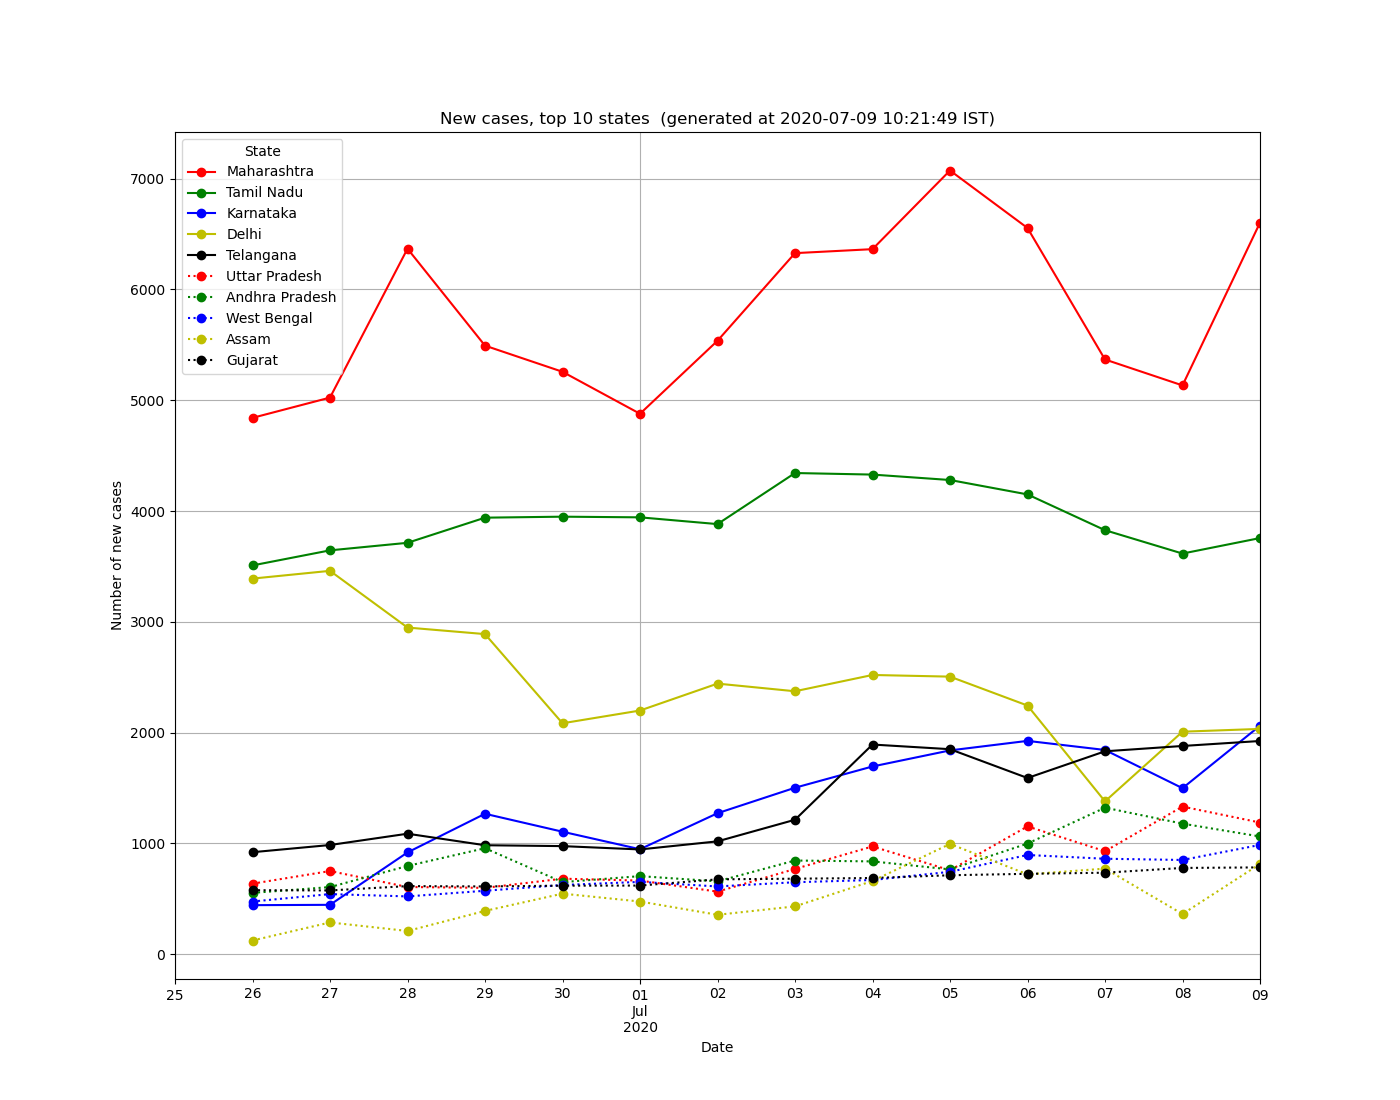 New cases, top 10 states  (generated at 2020-07-09 10:21:49 IST)
State
Maharashtra
Tamil Nadu
Karnataka
Delhi
Telangana
Uttar Pradesh
Andhra Pradesh
West Bengal
Assam
Gujarat
7000
6000
5000
4000
3000
2000
1000
0
Number of new cases
25 26 27 28 29 30 01 02 03 04 05 06 07 08 09
Jul
2020
Date